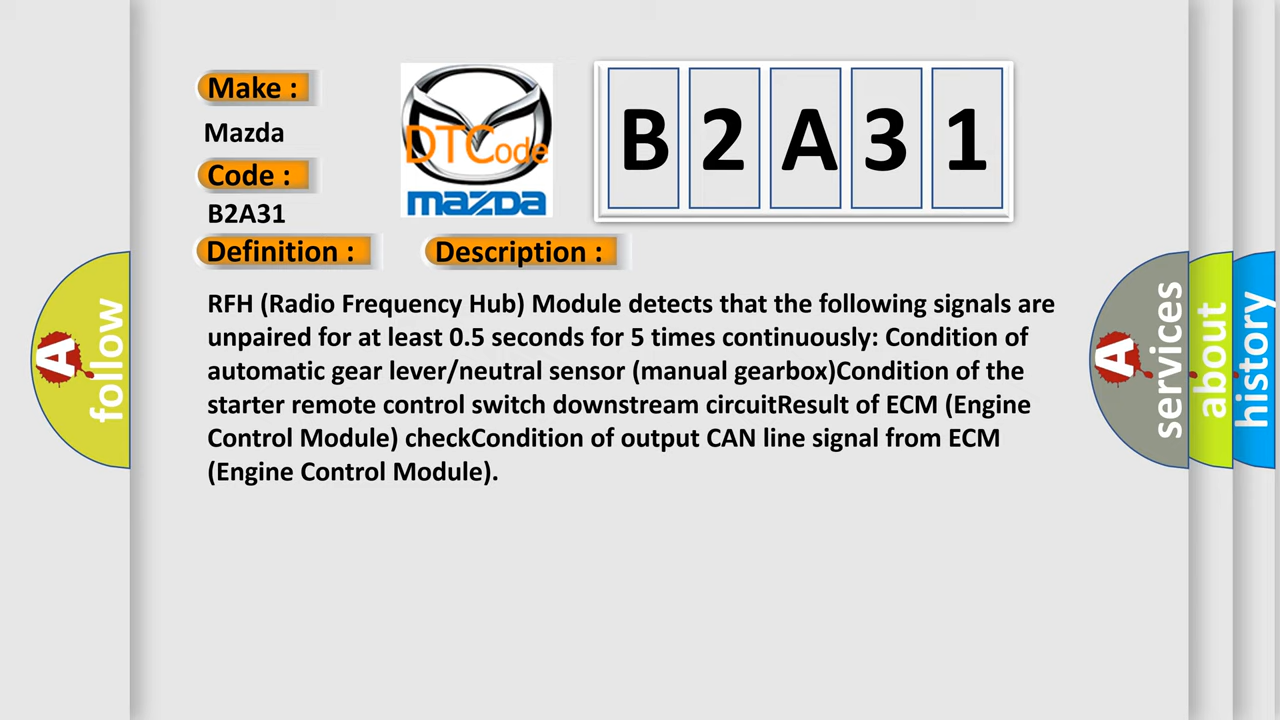 Make :
Mazda
Code :
B2A31
DTCode
mazda
B2A31
Definition :
Description :
RFH (Radio Frequency Hub) Module detects that the following signals are
unpaired for at least 0.5 seconds for 5 times continuously: Condition of
automatic gear lever/neutral sensor (manual gearbox)Condition of the
starter remote control switch downstream circuitResult of ECM (Engine
Control Module) checkCondition of output CAN line signal from ECM
(Engine Control Module).
A follow
A services
about
history